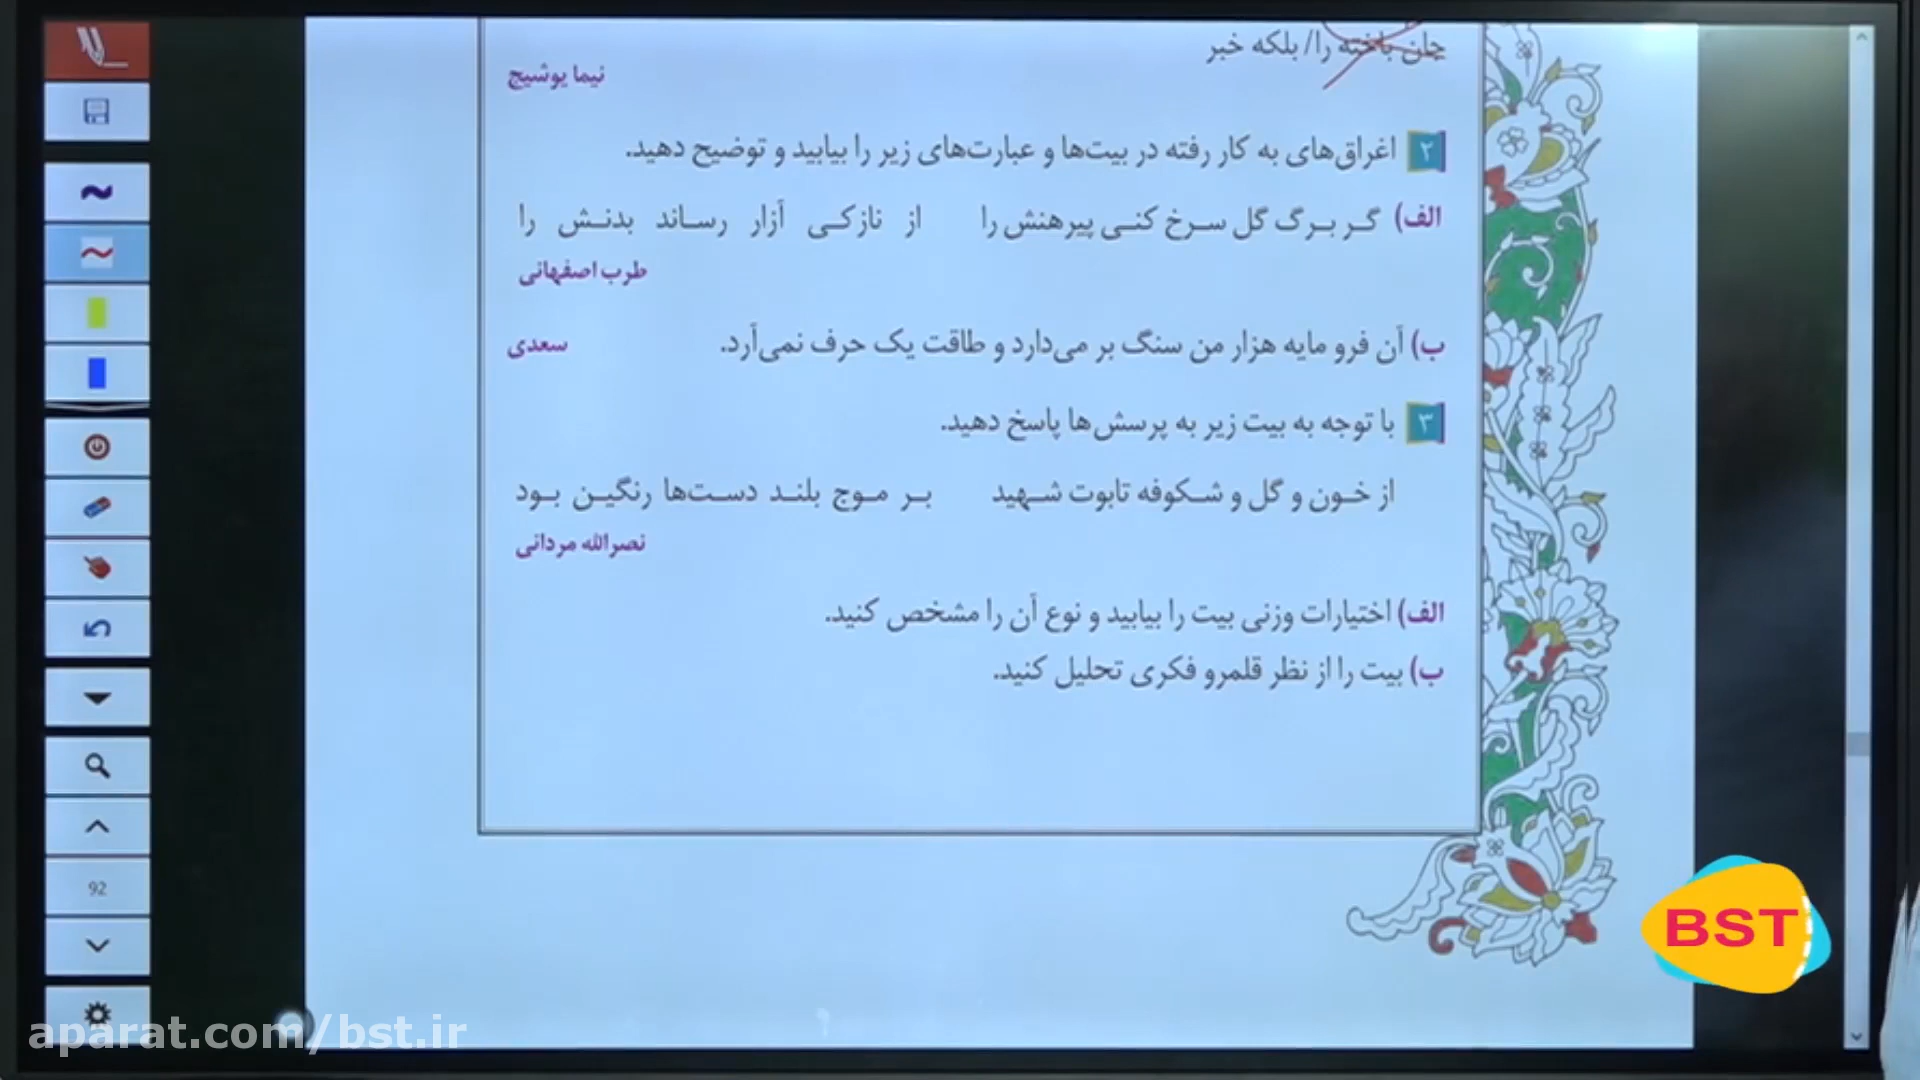 جان باخته را/ بلکه خبر
نیما یوشیج
۲ اغراق‌های به کار رفته در بیت‌ها و عبارت‌های زیر را بیابید و توضیح دهید.
الف) گر برگ گل سرخ کنی پیرهنش را از نازکی آزار رساند بدنش را
طرب اصفهانی
ب) آن فرو مایه هزار من سنگ بر می‌دارد و طاقت یک حرف نمی‌آرد. سعدی
۳ با توجه به بیت زیر به پرسش‌ها پاسخ دهید.
از خون و گل و شکوفه تابوت شهید بر موج بلند دست‌ها رنگین بود
نصرالله مردانی
الف) اختیارات وزنی بیت را بیابید و نوع آن را مشخص کنید.
ب) بیت را از نظر قلمرو فکری تحلیل کنید.
92
BST
aparat.com/bst.ir